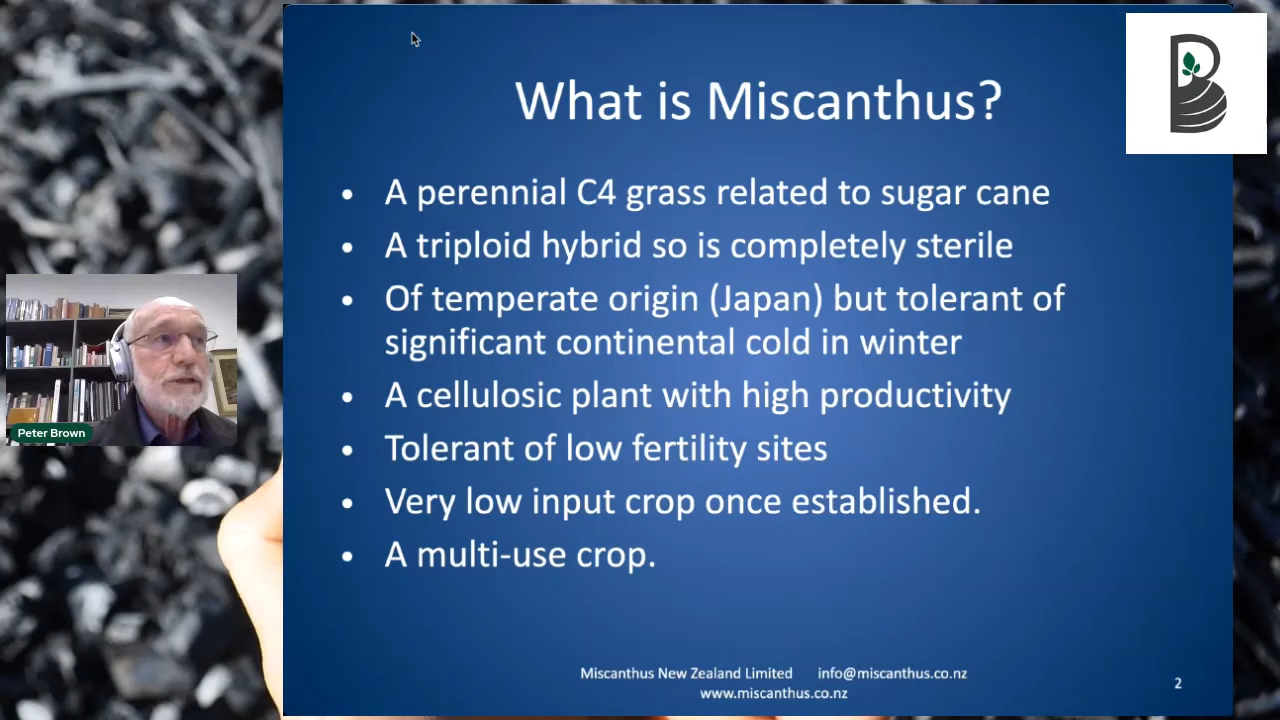 What is Miscanthus?
• A perennial C4 grass related to sugar cane
• A triploid hybrid so is completely sterile
• Of temperate origin (Japan) but tolerant of
significant continental cold in winter
• A cellulosic plant with high productivity
• Tolerant of low fertility sites
• Very low input crop once established.
• A multi-use crop.
Peter Brown
Miscanthus New Zealand Limited info@miscanthus.co.nz
www.miscanthus.co.nz
2